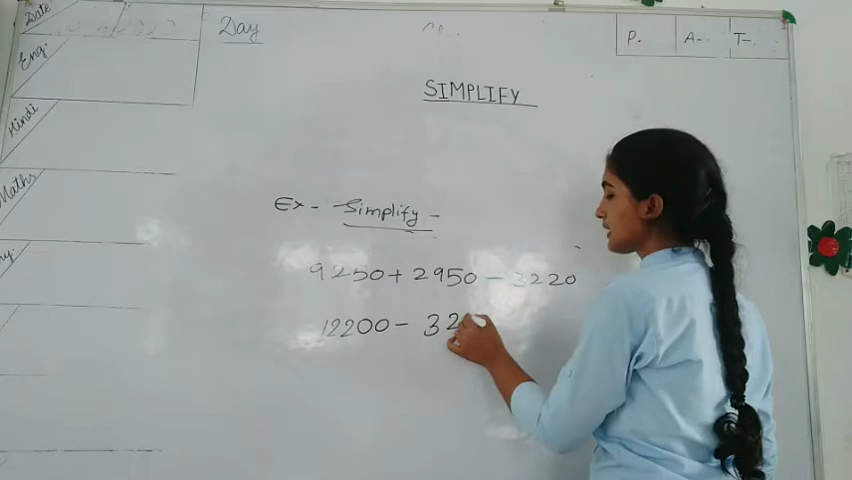 Date
Day
P. A- T-
Eng.
SIMPLIFY
Hindi
Ex- Simplify -
Maths
9250 + 2950 - 3220
12200 - 32